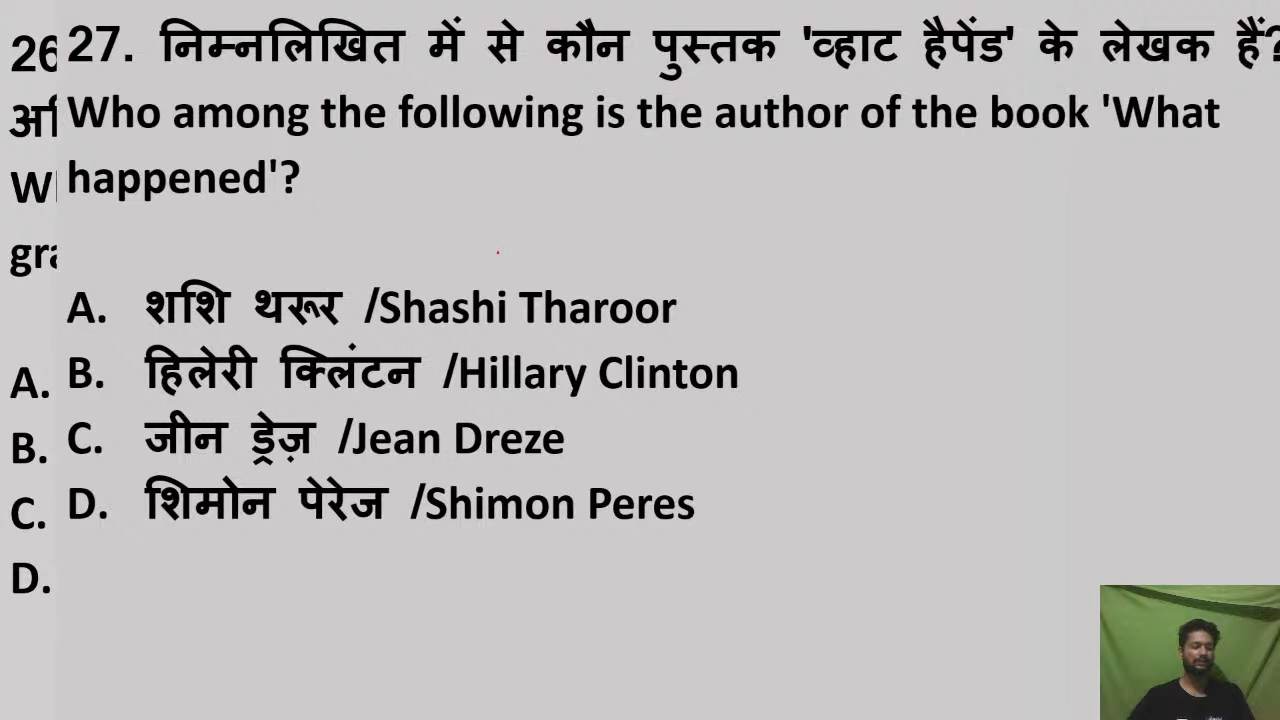 27. निम्नलिखित में से कौन पुस्तक 'व्हाट हैपेंड' के लेखक हैं?
Who among the following is the author of the book 'What
happened'?
A. शशि थरूर /Shashi Tharoor
B. हिलेरी क्लिंटन /Hillary Clinton
C. जीन ड्रेज़ /Jean Dreze
D. शिमोन पेरेज /Shimon Peres
26
A.
B.
C.
D.